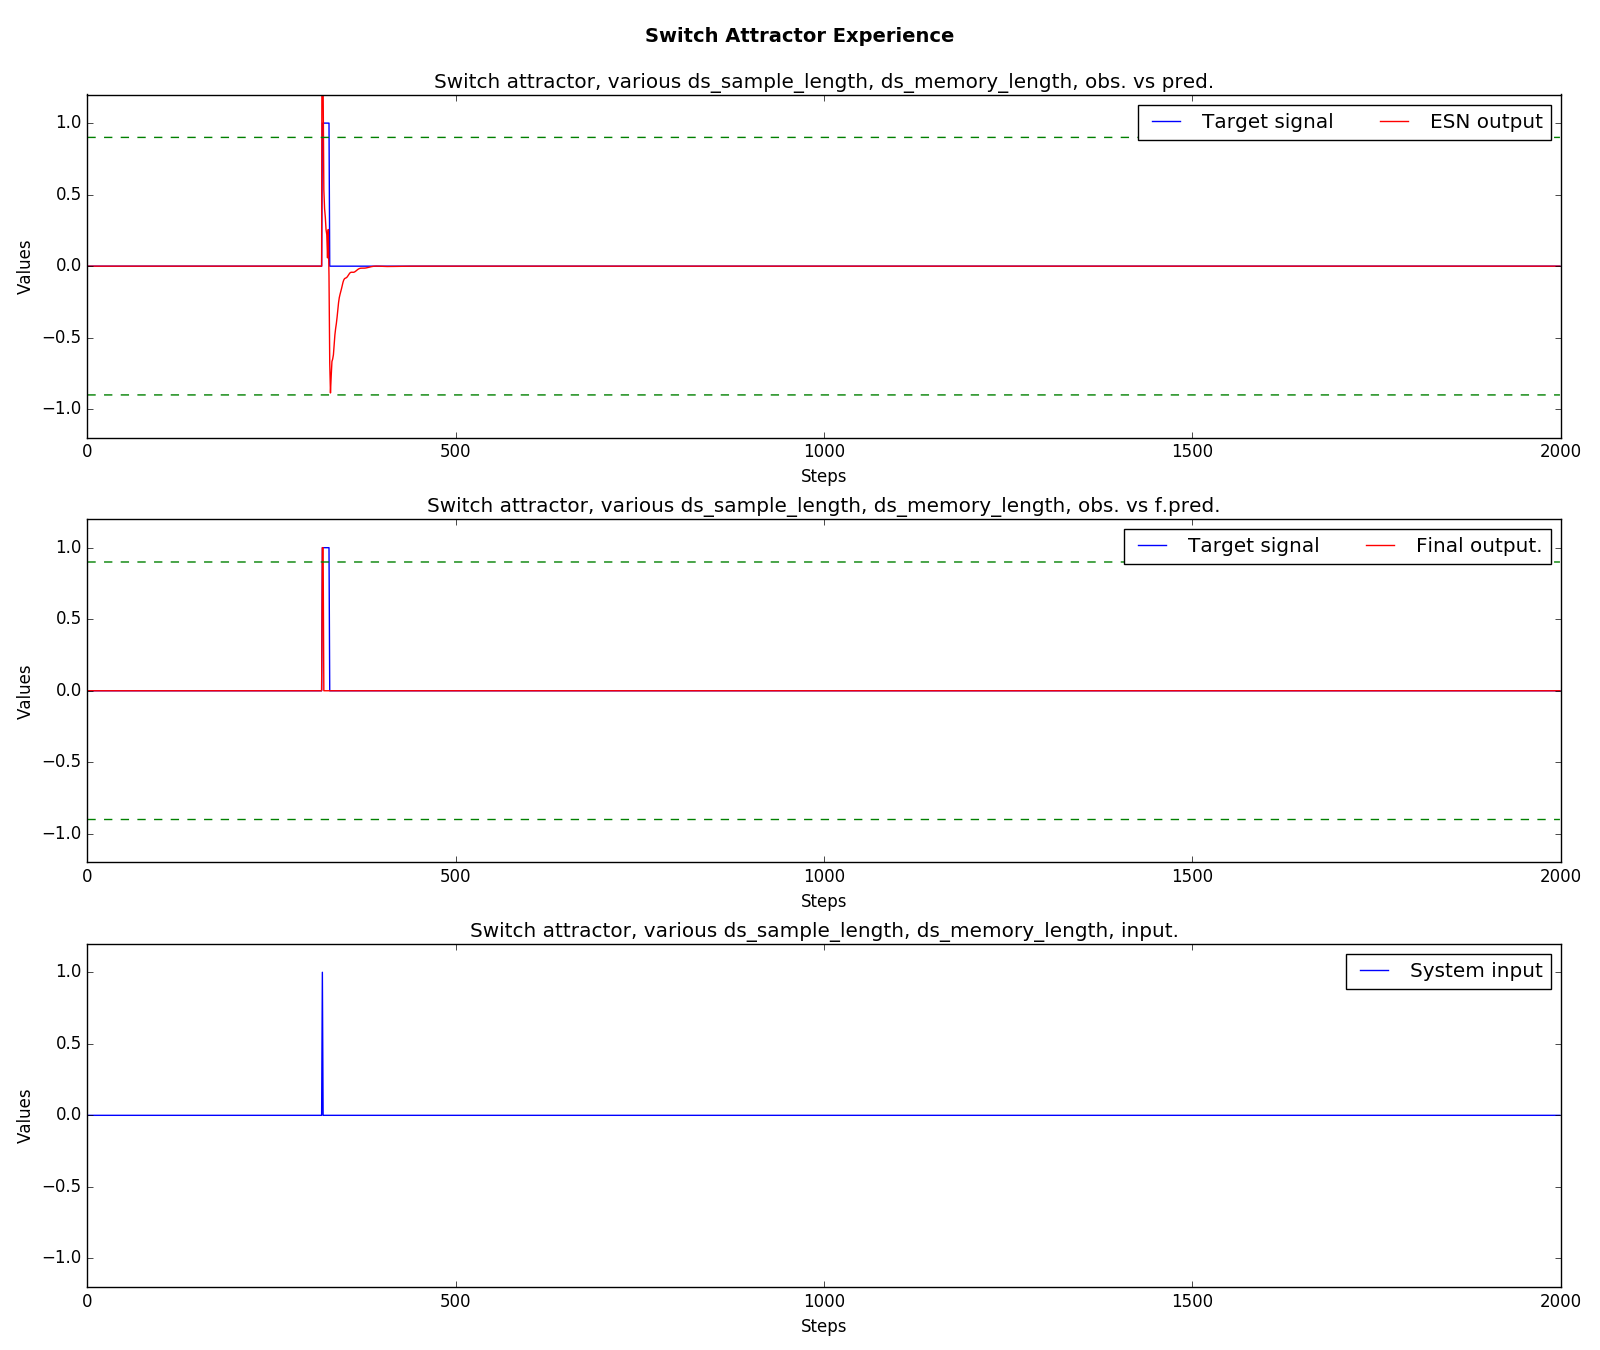 Switch Attractor Experience
Switch attractor, various ds_sample_length, ds_memory_length, obs. vs pred.
Target signal ESN output
1.0
0.5
0.0
−0.5
−1.0
Values
0 500 1000 1500 2000
Steps
Switch attractor, various ds_sample_length, ds_memory_length, obs. vs f.pred.
Target signal Final output.
1.0
0.5
0.0
−0.5
−1.0
Values
0 500 1000 1500 2000
Steps
Switch attractor, various ds_sample_length, ds_memory_length, input.
System input
1.0
0.5
0.0
−0.5
−1.0
Values
0 500 1000 1500 2000
Steps